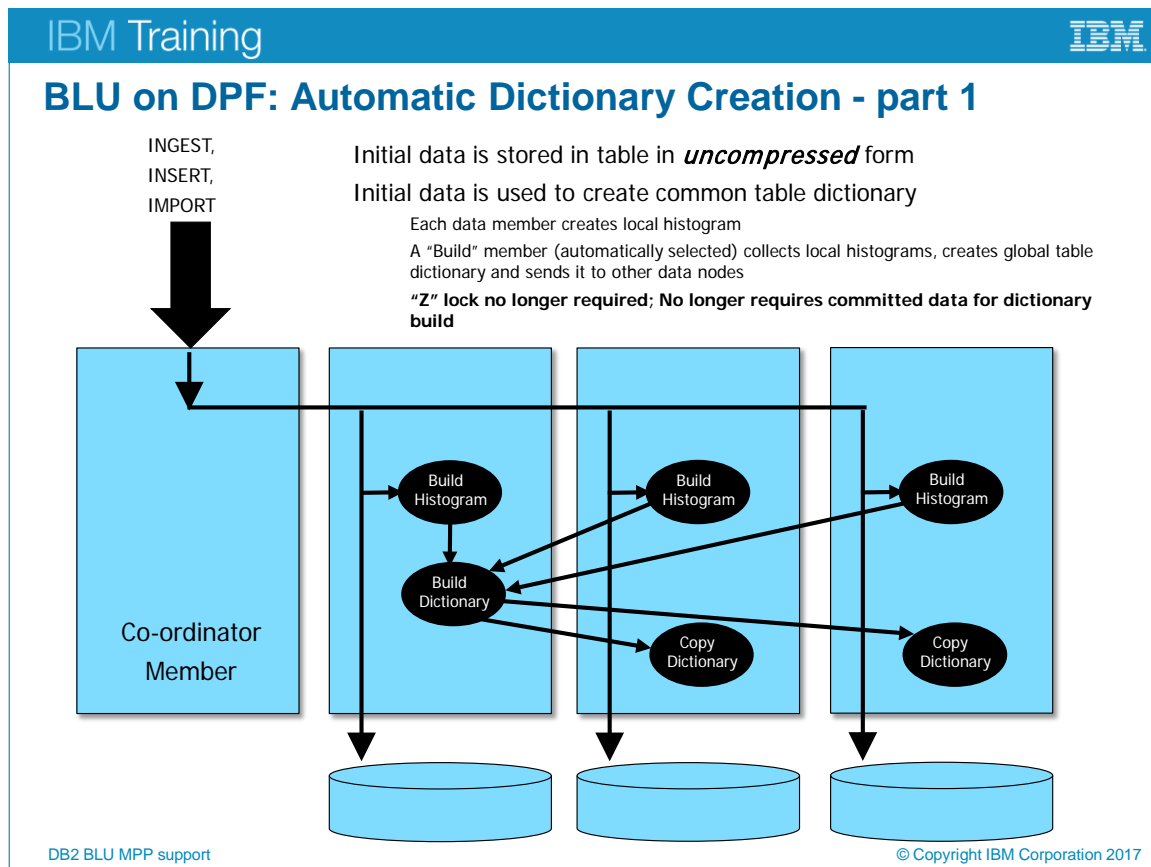 IBM Training
IBM
BLU on DPF: Automatic Dictionary Creation - part 1
INGEST,
INSERT,
IMPORT
Initial data is stored in table in uncompressed form
Initial data is used to create common table dictionary
Each data member creates local histogram
A “Build” member (automatically selected) collects local histograms, creates global table
dictionary and sends it to other data nodes
“Z” lock no longer required; No longer requires committed data for dictionary
build
Build
Histogram
Build
Histogram
Build
Histogram
Build
Dictionary
Co-ordinator
Member
Copy
Dictionary
Copy
Dictionary
DB2 BLU MPP support
© Copyright IBM Corporation 2017